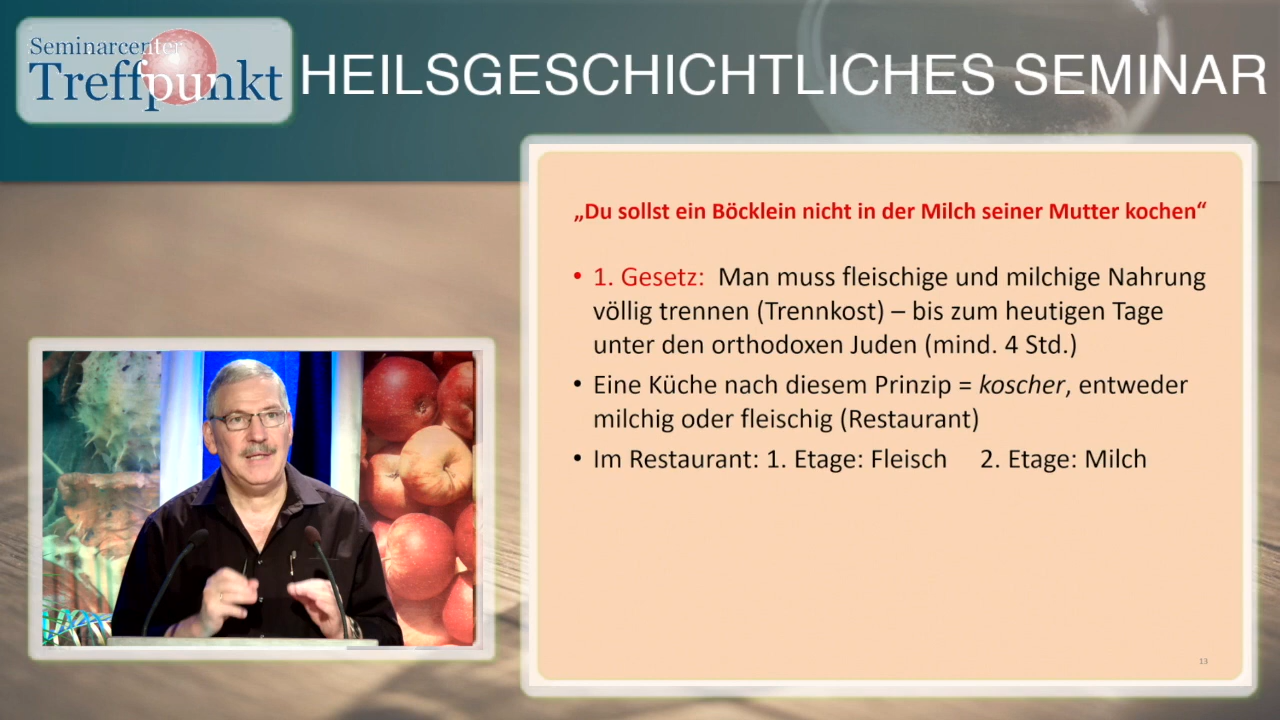 Seminarcenter
Treffpunkt
HEILSGESCHICHTLICHES SEMINAR
„Du sollst ein Böcklein nicht in der Milch seiner Mutter kochen“
• 1. Gesetz: Man muss fleischige und milchige Nahrung
völlig trennen (Trennkost) – bis zum heutigen Tage
unter den orthodoxen Juden (mind. 4 Std.)
• Eine Küche nach diesem Prinzip = koscher, entweder
milchig oder fleischig (Restaurant)
• Im Restaurant: 1. Etage: Fleisch 2. Etage: Milch
13